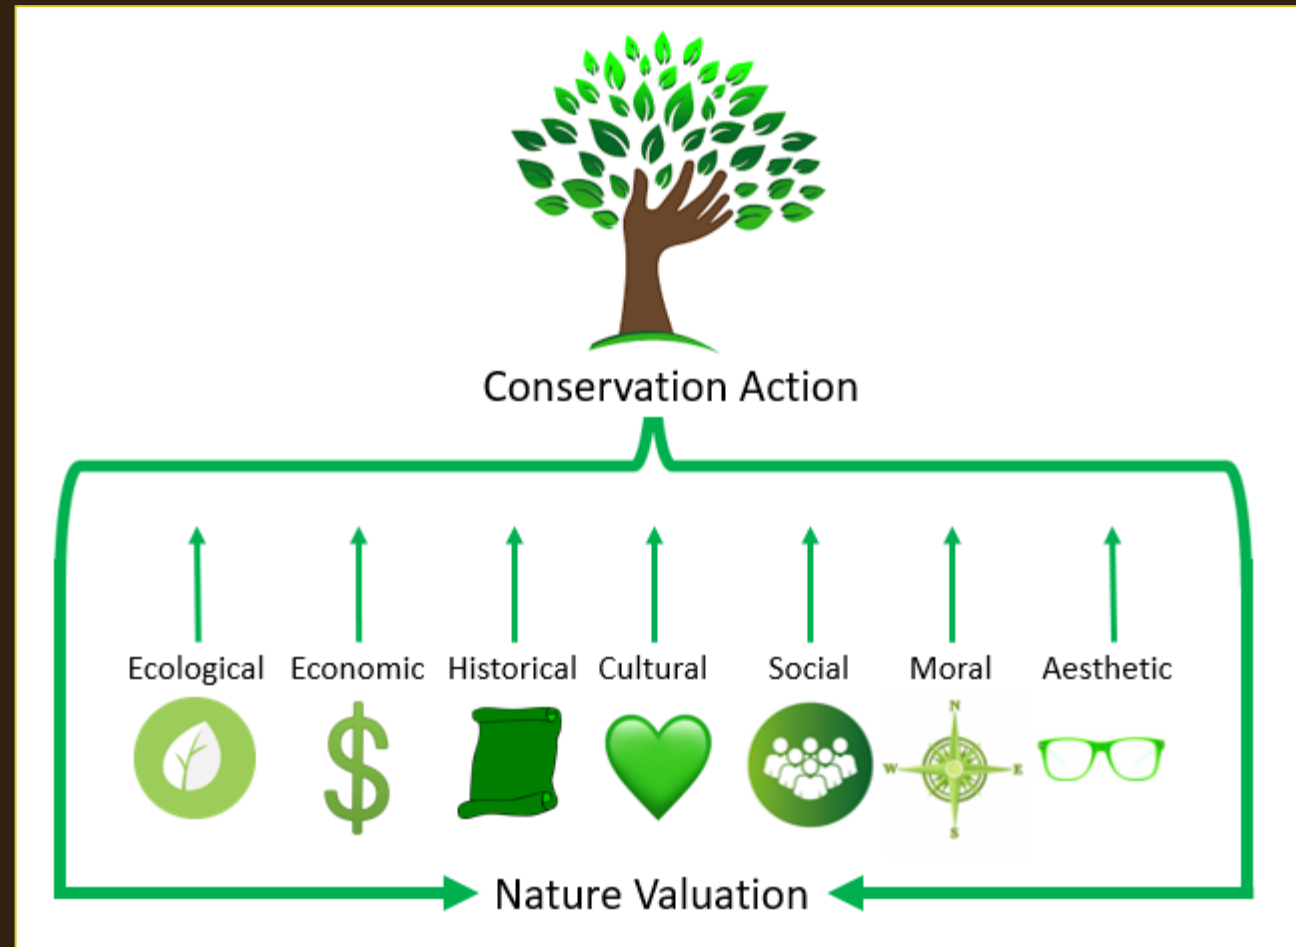 Conservation Action
Ecological Economic Historical Cultural Social Moral Aesthetic
N
W E
S
Nature Valuation